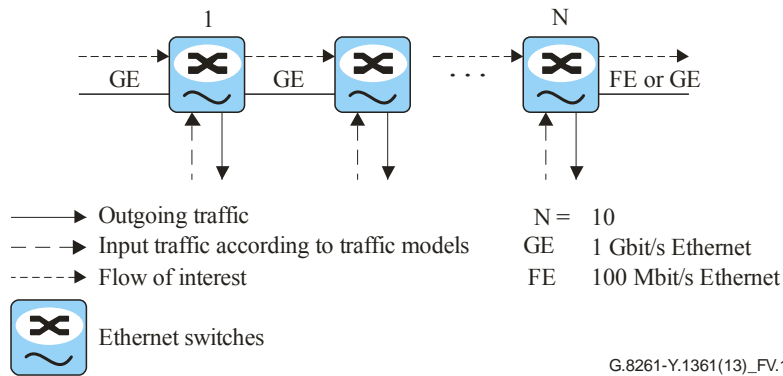 1 N
GE GE . . . FE or GE
Outgoing traffic N = 10
Input traffic according to traffic models GE 1 Gbit/s Ethernet
Flow of interest FE 100 Mbit/s Ethernet
Ethernet switches
G.8261-Y.1361(13)_FV.